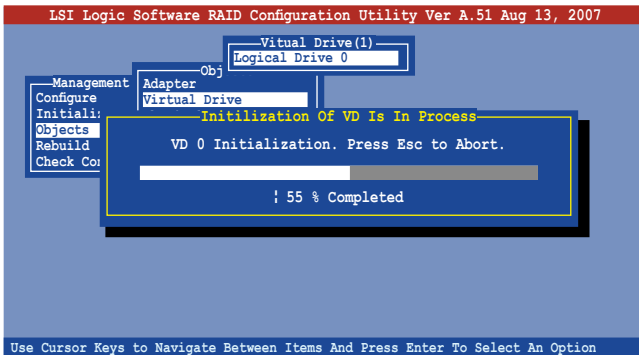 LSI Logic Software RAID Configuration Utility Ver A.51 Aug 13, 2007
Vitual Drive(1)
Logical Drive 0
Obj
Adapter
Virtual Drive
Management
Configure
Initiali
Objects
Rebuild
Check Co
Initilization Of VD Is In Process
VD 0 Initialization. Press Esc to Abort.
¦ 55 % Completed
Use Cursor Keys to Navigate Between Items And Press Enter To Select An Option